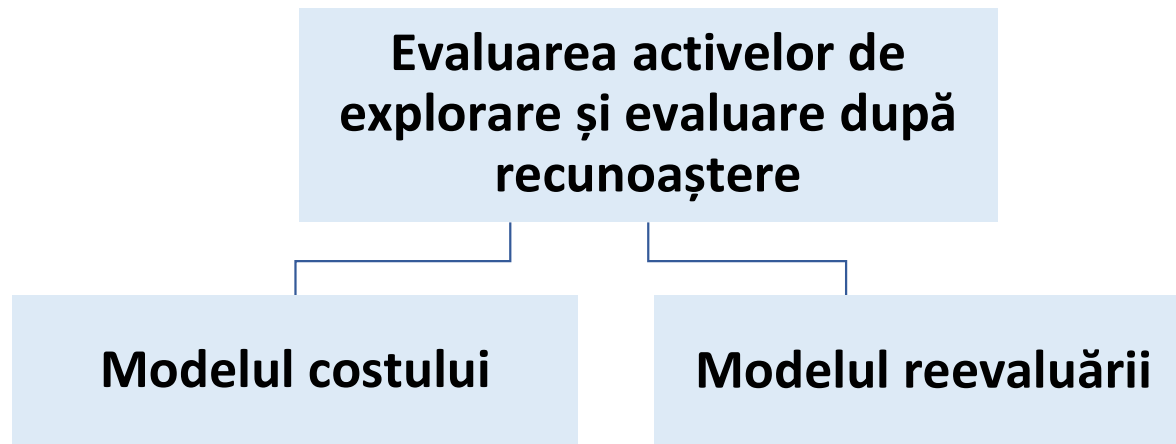 Evaluarea activelor de
explorare și evaluare după
recunoaștere
Modelul costului
Modelul reevaluării